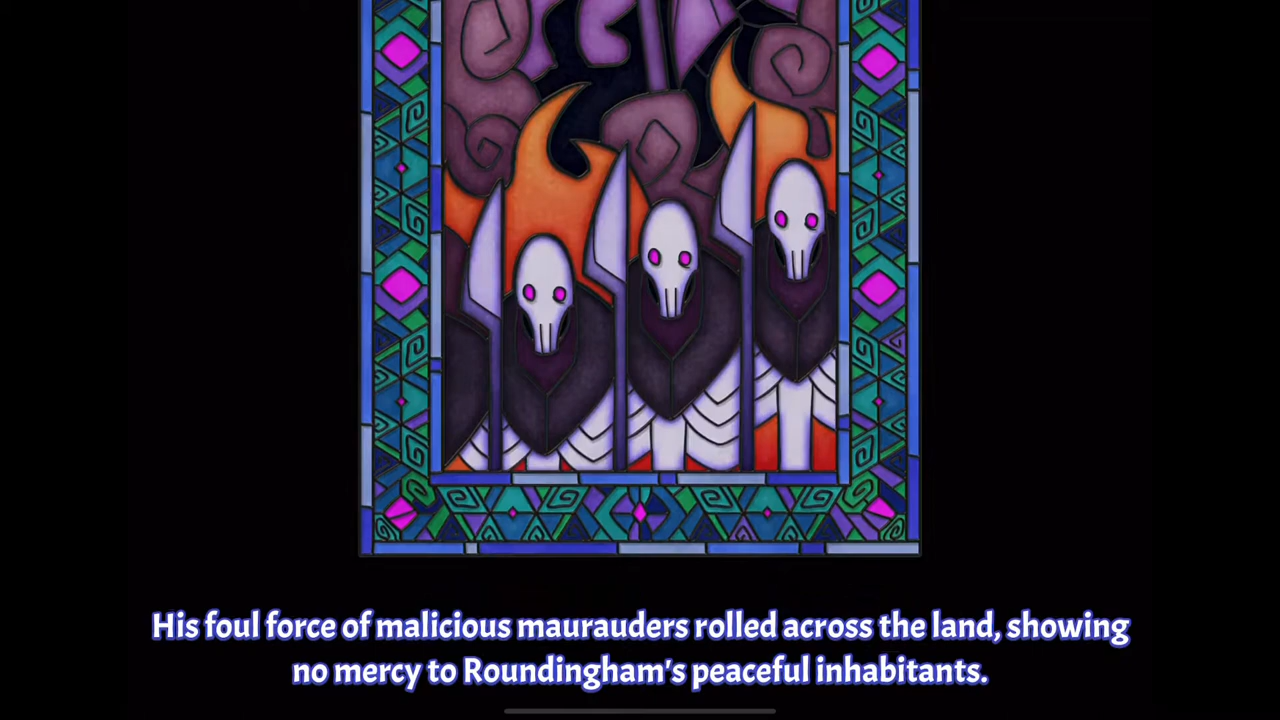 His foul force of malicious maurauders rolled across the land, showing
no mercy to Roundingham's peaceful inhabitants.